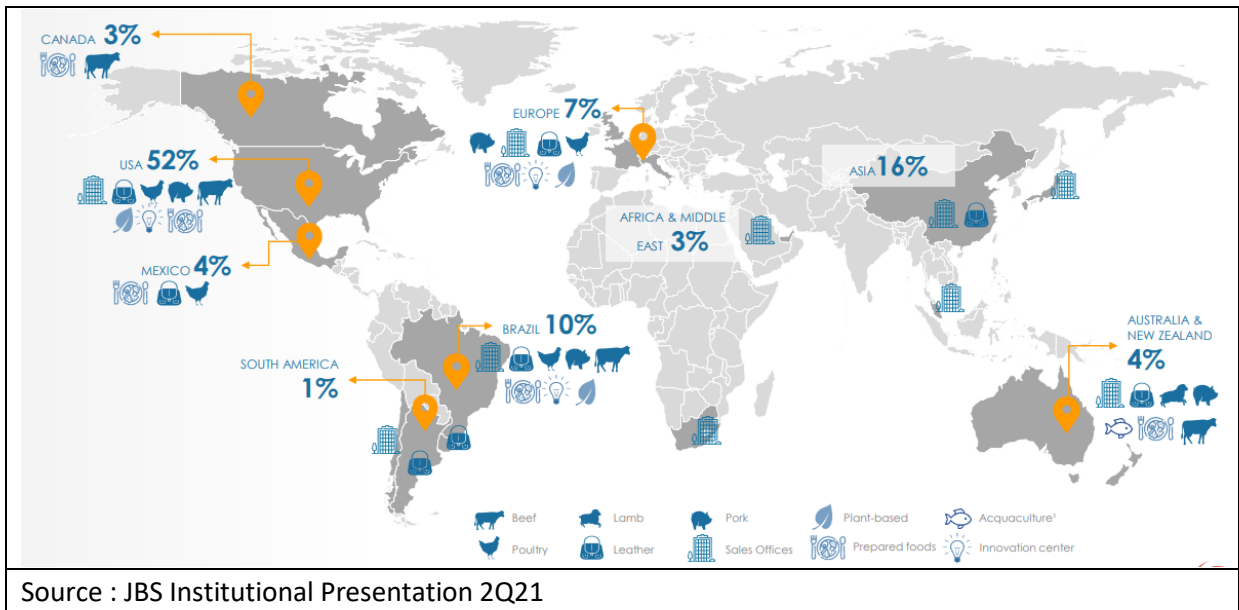 CANADA 3%
EUROPE 7%
USA 52%
ASIA 16%
AFRICA & MIDDLE
EAST 3%
MEXICO 4%
BRAZIL 10%
AUSTRALIA &
NEW ZEALAND
4%
SOUTH AMERICA
1%
Beef
Lamb
Pork
Plant-based
Acquaculture¹
Poultry
Leather
Sales Offices
Prepared foods
Innovation center
Source : JBS Institutional Presentation 2Q21